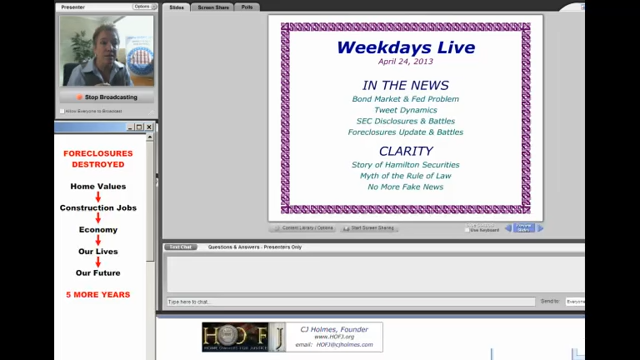 Presenter
Options
Stop Broadcasting
Allow Everyone to Broadcast
FORECLOSURES
DESTROYED
Home Values
Construction Jobs
Economy
Our Lives
Our Future
5 MORE YEARS
Slides
Screen Share
Polls
Weekdays Live
April 24, 2013
IN THE NEWS
Bond Market & Fed Problem
Tweet Dynamics
SEC Disclosures & Battles
Foreclosures Update & Battles
CLARITY
Story of Hamilton Securities
Myth of the Rule of Law
No More Fake News
Content Library / Options
Start Screen Sharing
Use Keyboard
Text Chat
Questions & Answers - Presenters Only
Type here to chat...
Send to:
Everyone
HOFJ
CJ Holmes, Founder
www.HOFJ.org
email: HOFJ@cjholmes.com